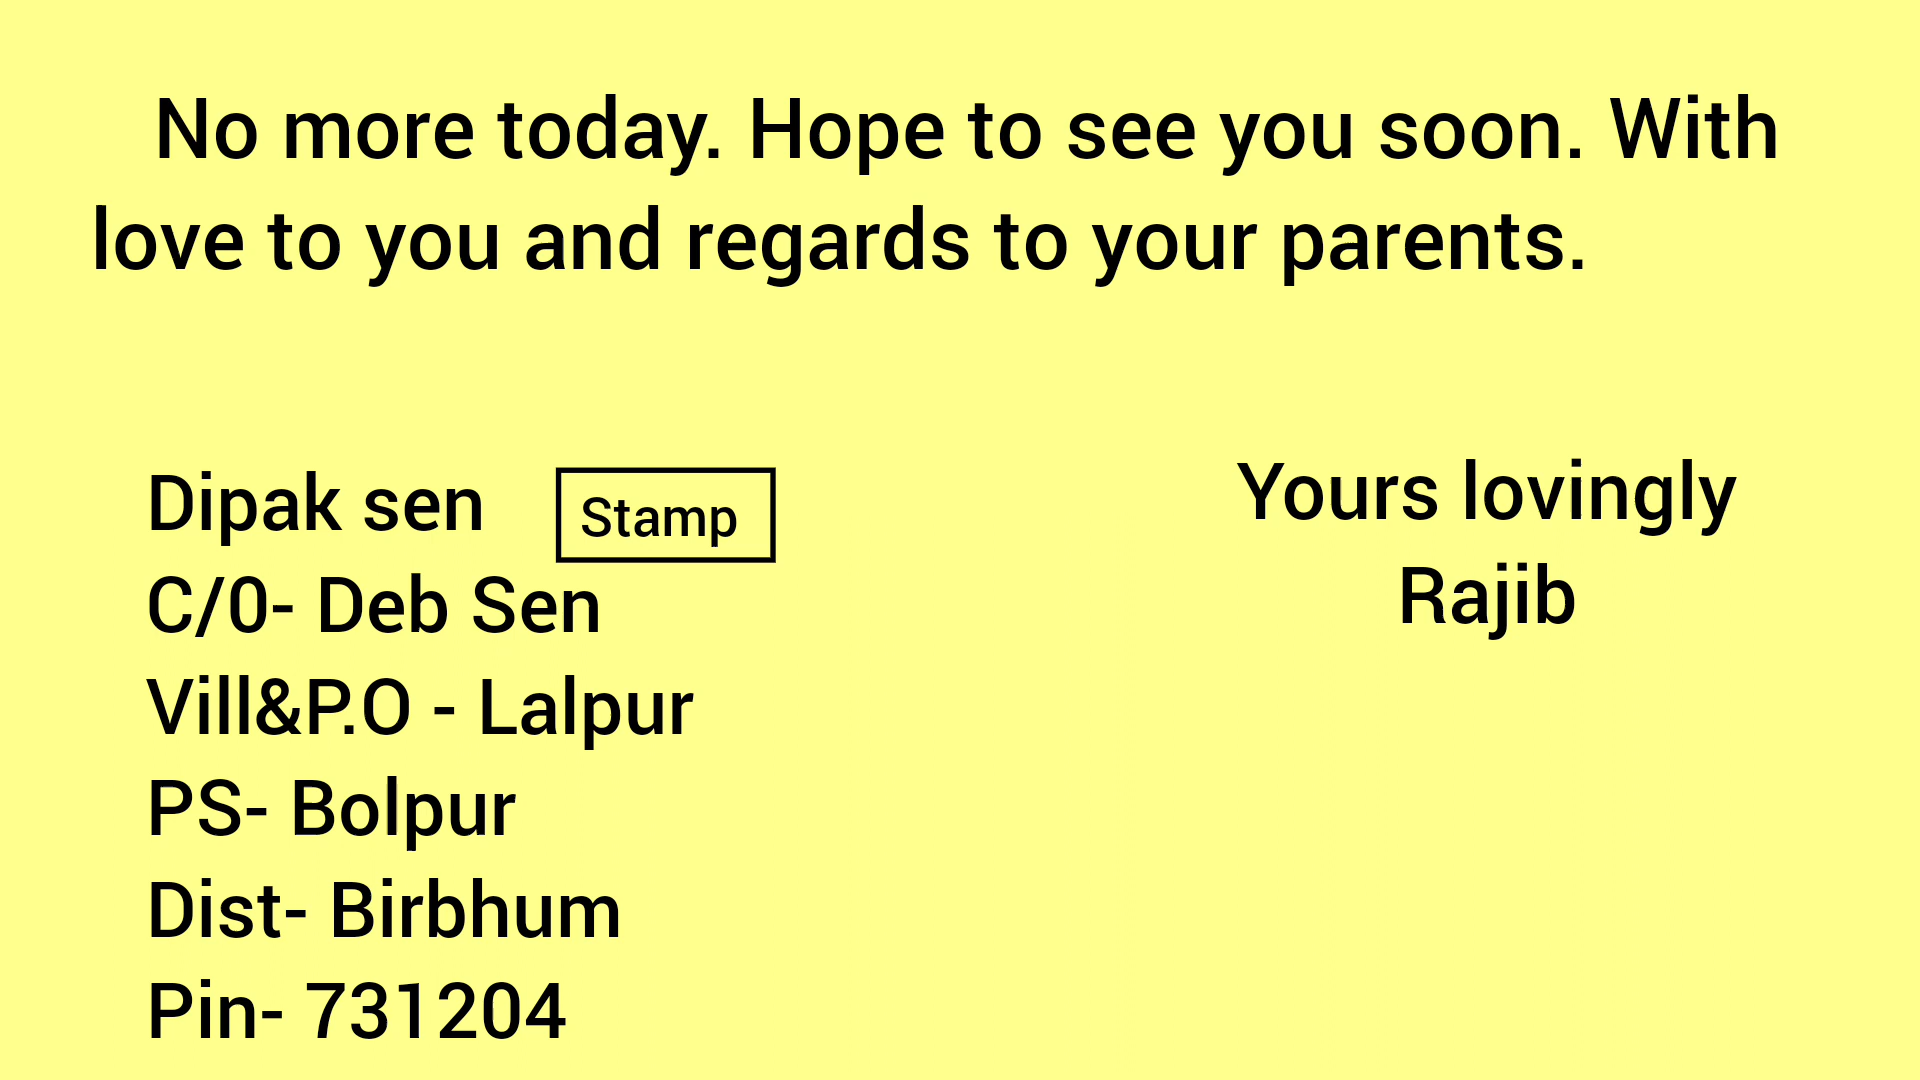 No more today. Hope to see you soon. With
love to you and regards to your parents.
Dipak sen
Stamp
C/0- Deb Sen
Vill&P.O - Lalpur
PS- Bolpur
Dist- Birbhum
Pin- 731204
Yours lovingly
Rajib